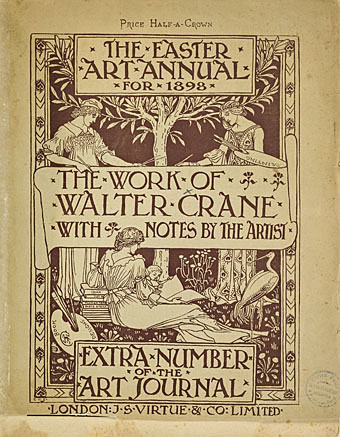 PRICE HALF-A-CROWN
THE·EASTER
ART·ANNUAL
FOR·1898
THE·WORK·OF
WALTER·CRANE
WITH NOTES BY THE ARTIST
EXTRA·NUMBER
OF·THE
ART JOURNAL
·LONDON:J.S.VIRTUE·&·CO:LIMITED·